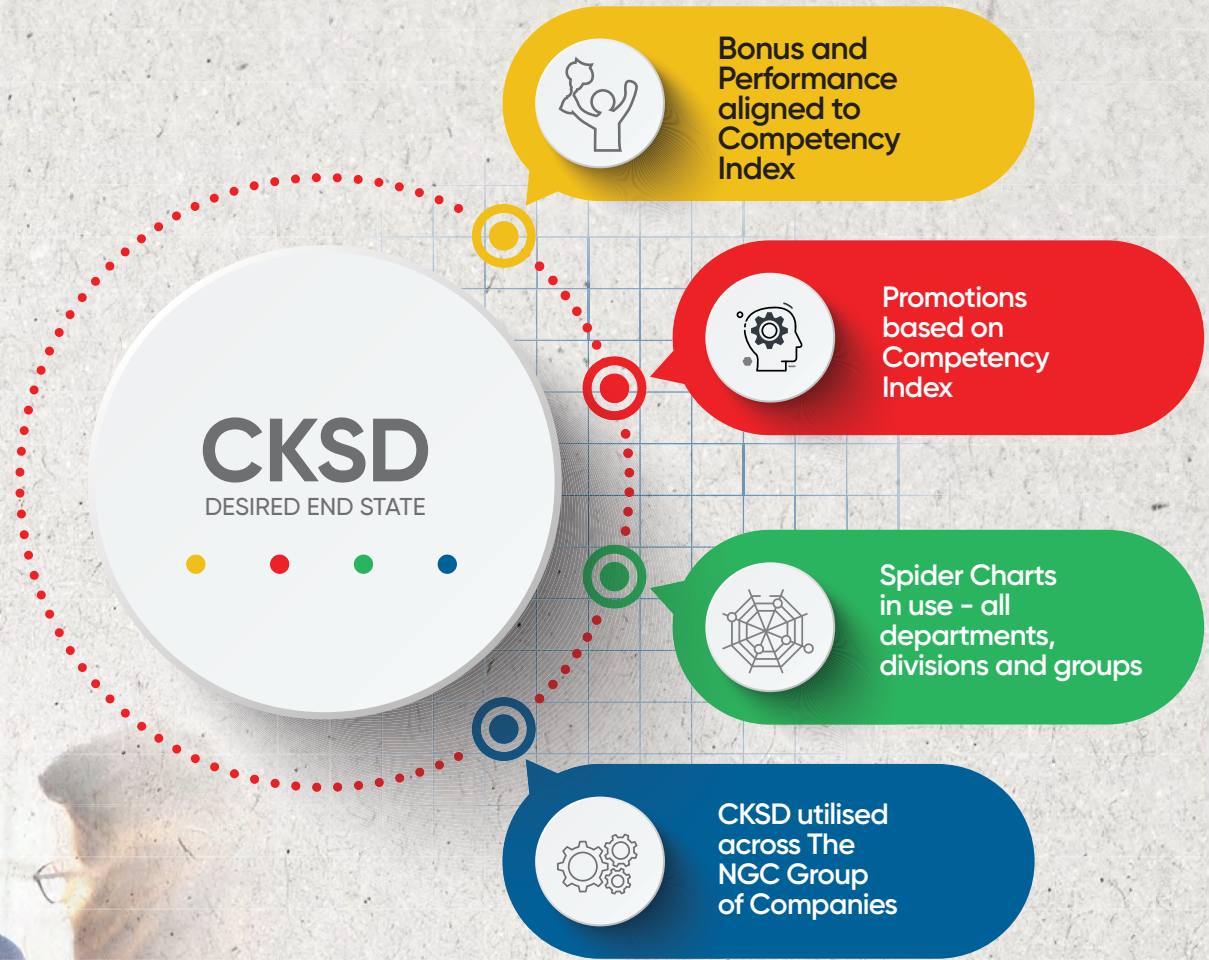 CKSD
DESIRED END STATE
Bonus and
Performance
aligned to
Competency
Index
Promotions
based on
Competency
Index
Spider Charts
in use - all
departments,
divisions and groups
CKSD utilised
across The
NGC Group
of Companies